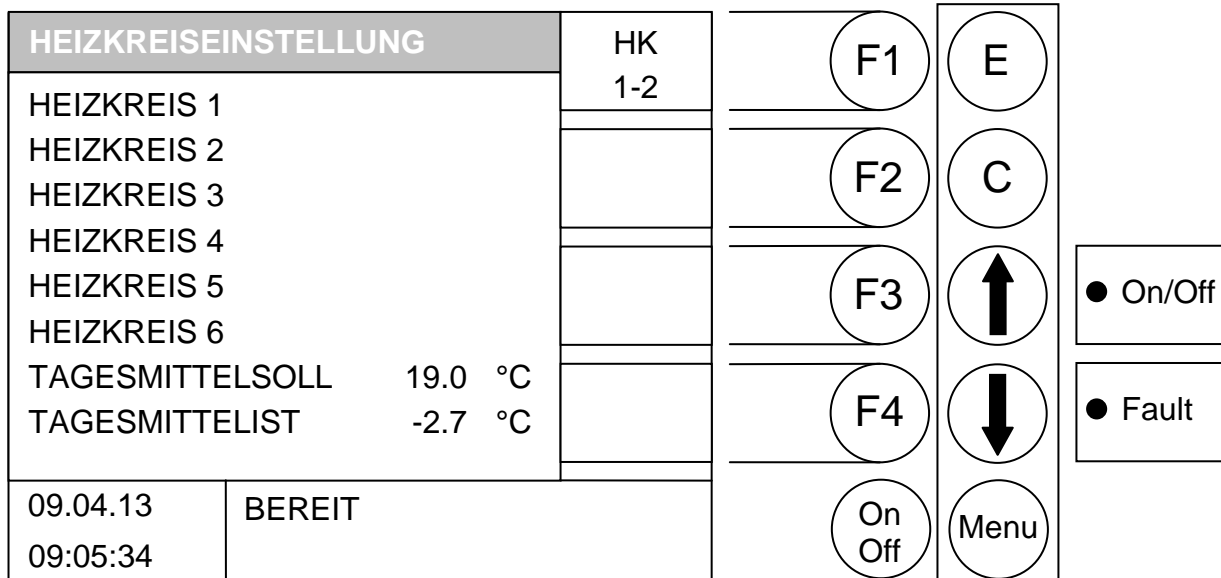 HEIZKREISEINSTELLUNG
HK
1-2
HEIZKREIS 1
HEIZKREIS 2
HEIZKREIS 3
HEIZKREIS 4
HEIZKREIS 5
HEIZKREIS 6
TAGESMITTELSOLL 19.0 °C
TAGESMITTELIST -2.7 °C
09.04.13
09:05:34
BEREIT
F1
E
F2
C
F3
On/Off
F4
Fault
On
Off
Menu